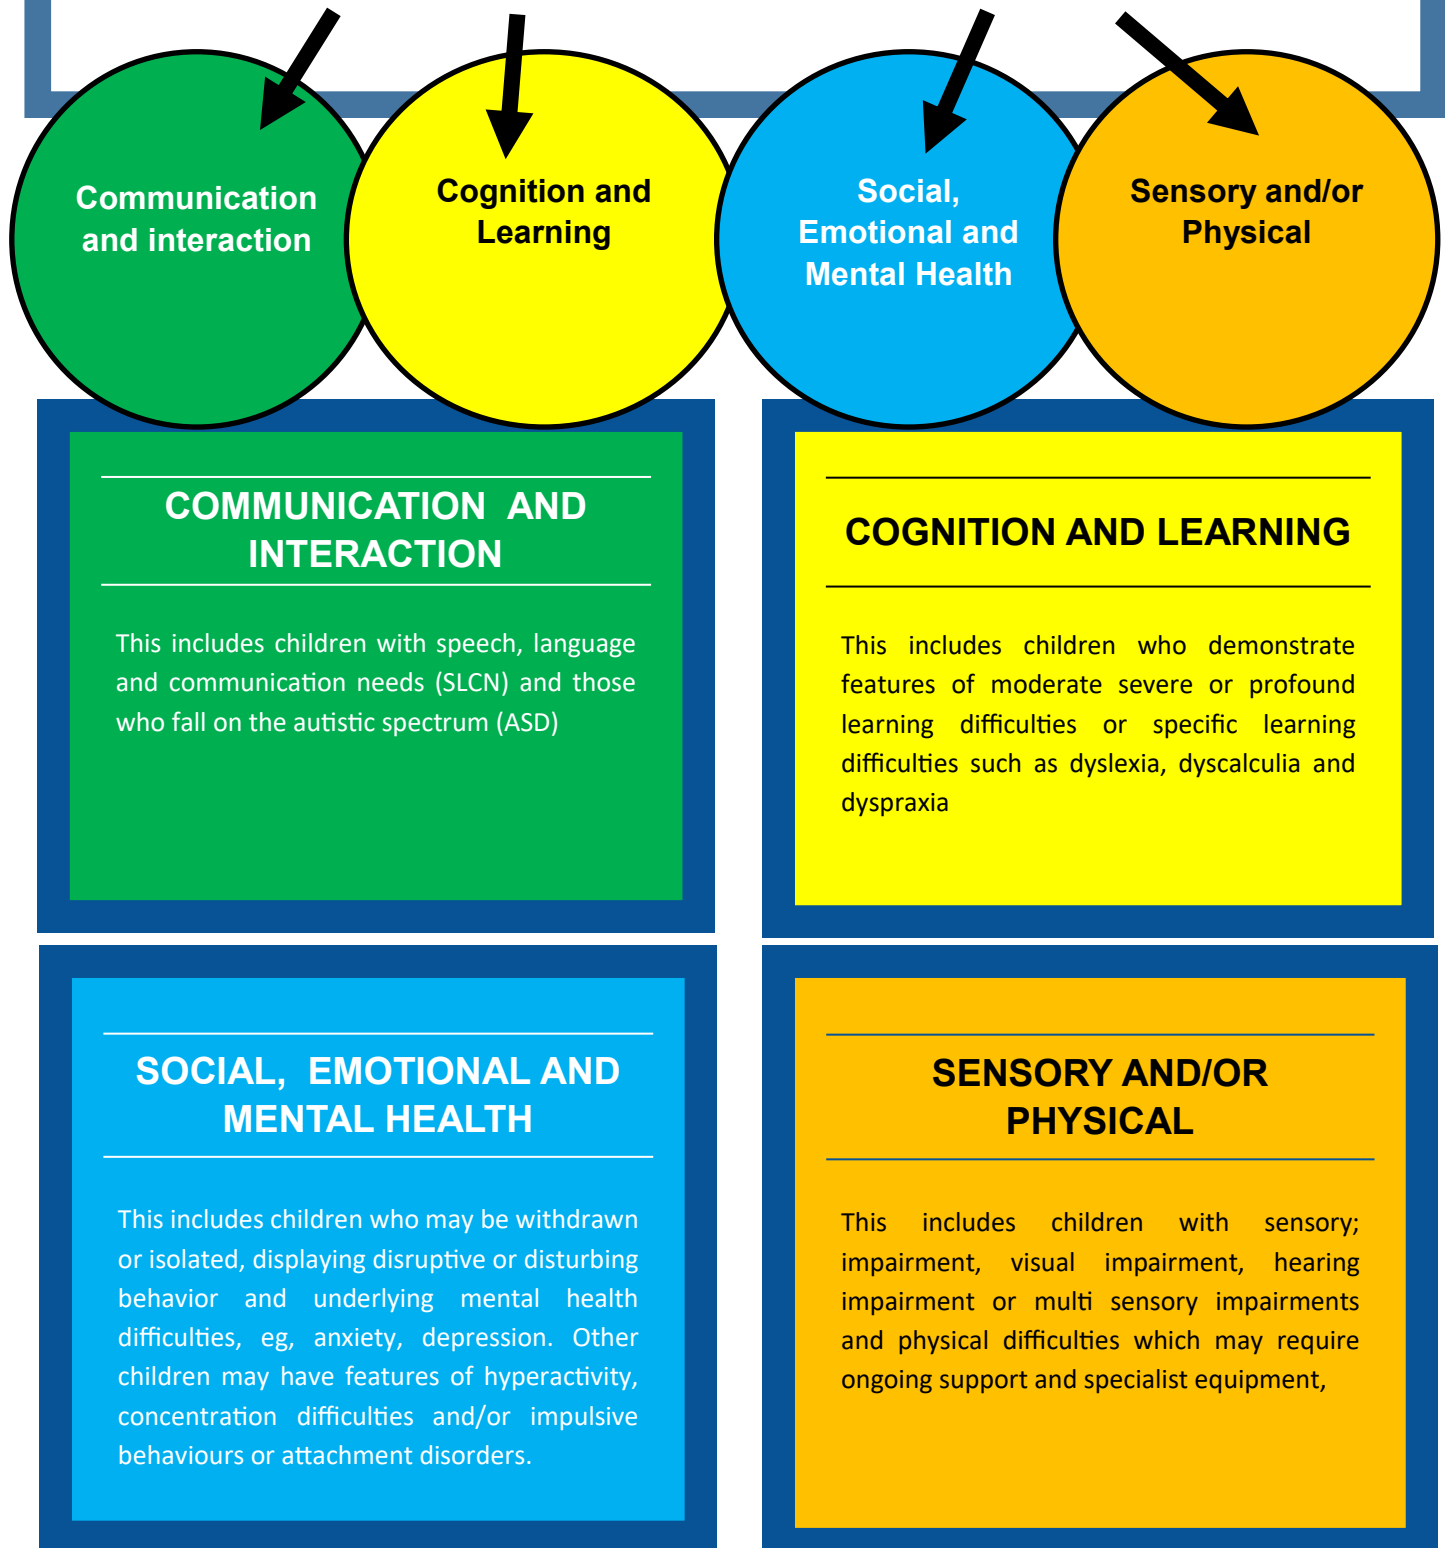 Communication
and interaction
Cognition and
Learning
Social,
Emotional and
Mental Health
Sensory and/or
Physical
COMMUNICATION AND
INTERACTION
This includes children with speech, language
and communication needs (SLCN) and those
who fall on the autistic spectrum (ASD)
COGNITION AND LEARNING
This includes children who demonstrate
features of moderate severe or profound
learning difficulties or specific learning
difficulties such as dyslexia, dyscalculia and
dyspraxia
SOCIAL, EMOTIONAL AND
MENTAL HEALTH
This includes children who may be withdrawn
or isolated, displaying disruptive or disturbing
behavior and underlying mental health
difficulties, eg, anxiety, depression. Other
children may have features of hyperactivity,
concentration difficulties and/or impulsive
behaviours or attachment disorders.
SENSORY AND/OR
PHYSICAL
This includes children with sensory;
impairment, visual impairment, hearing
impairment or multi sensory impairments
and physical difficulties which may require
ongoing support and specialist equipment,